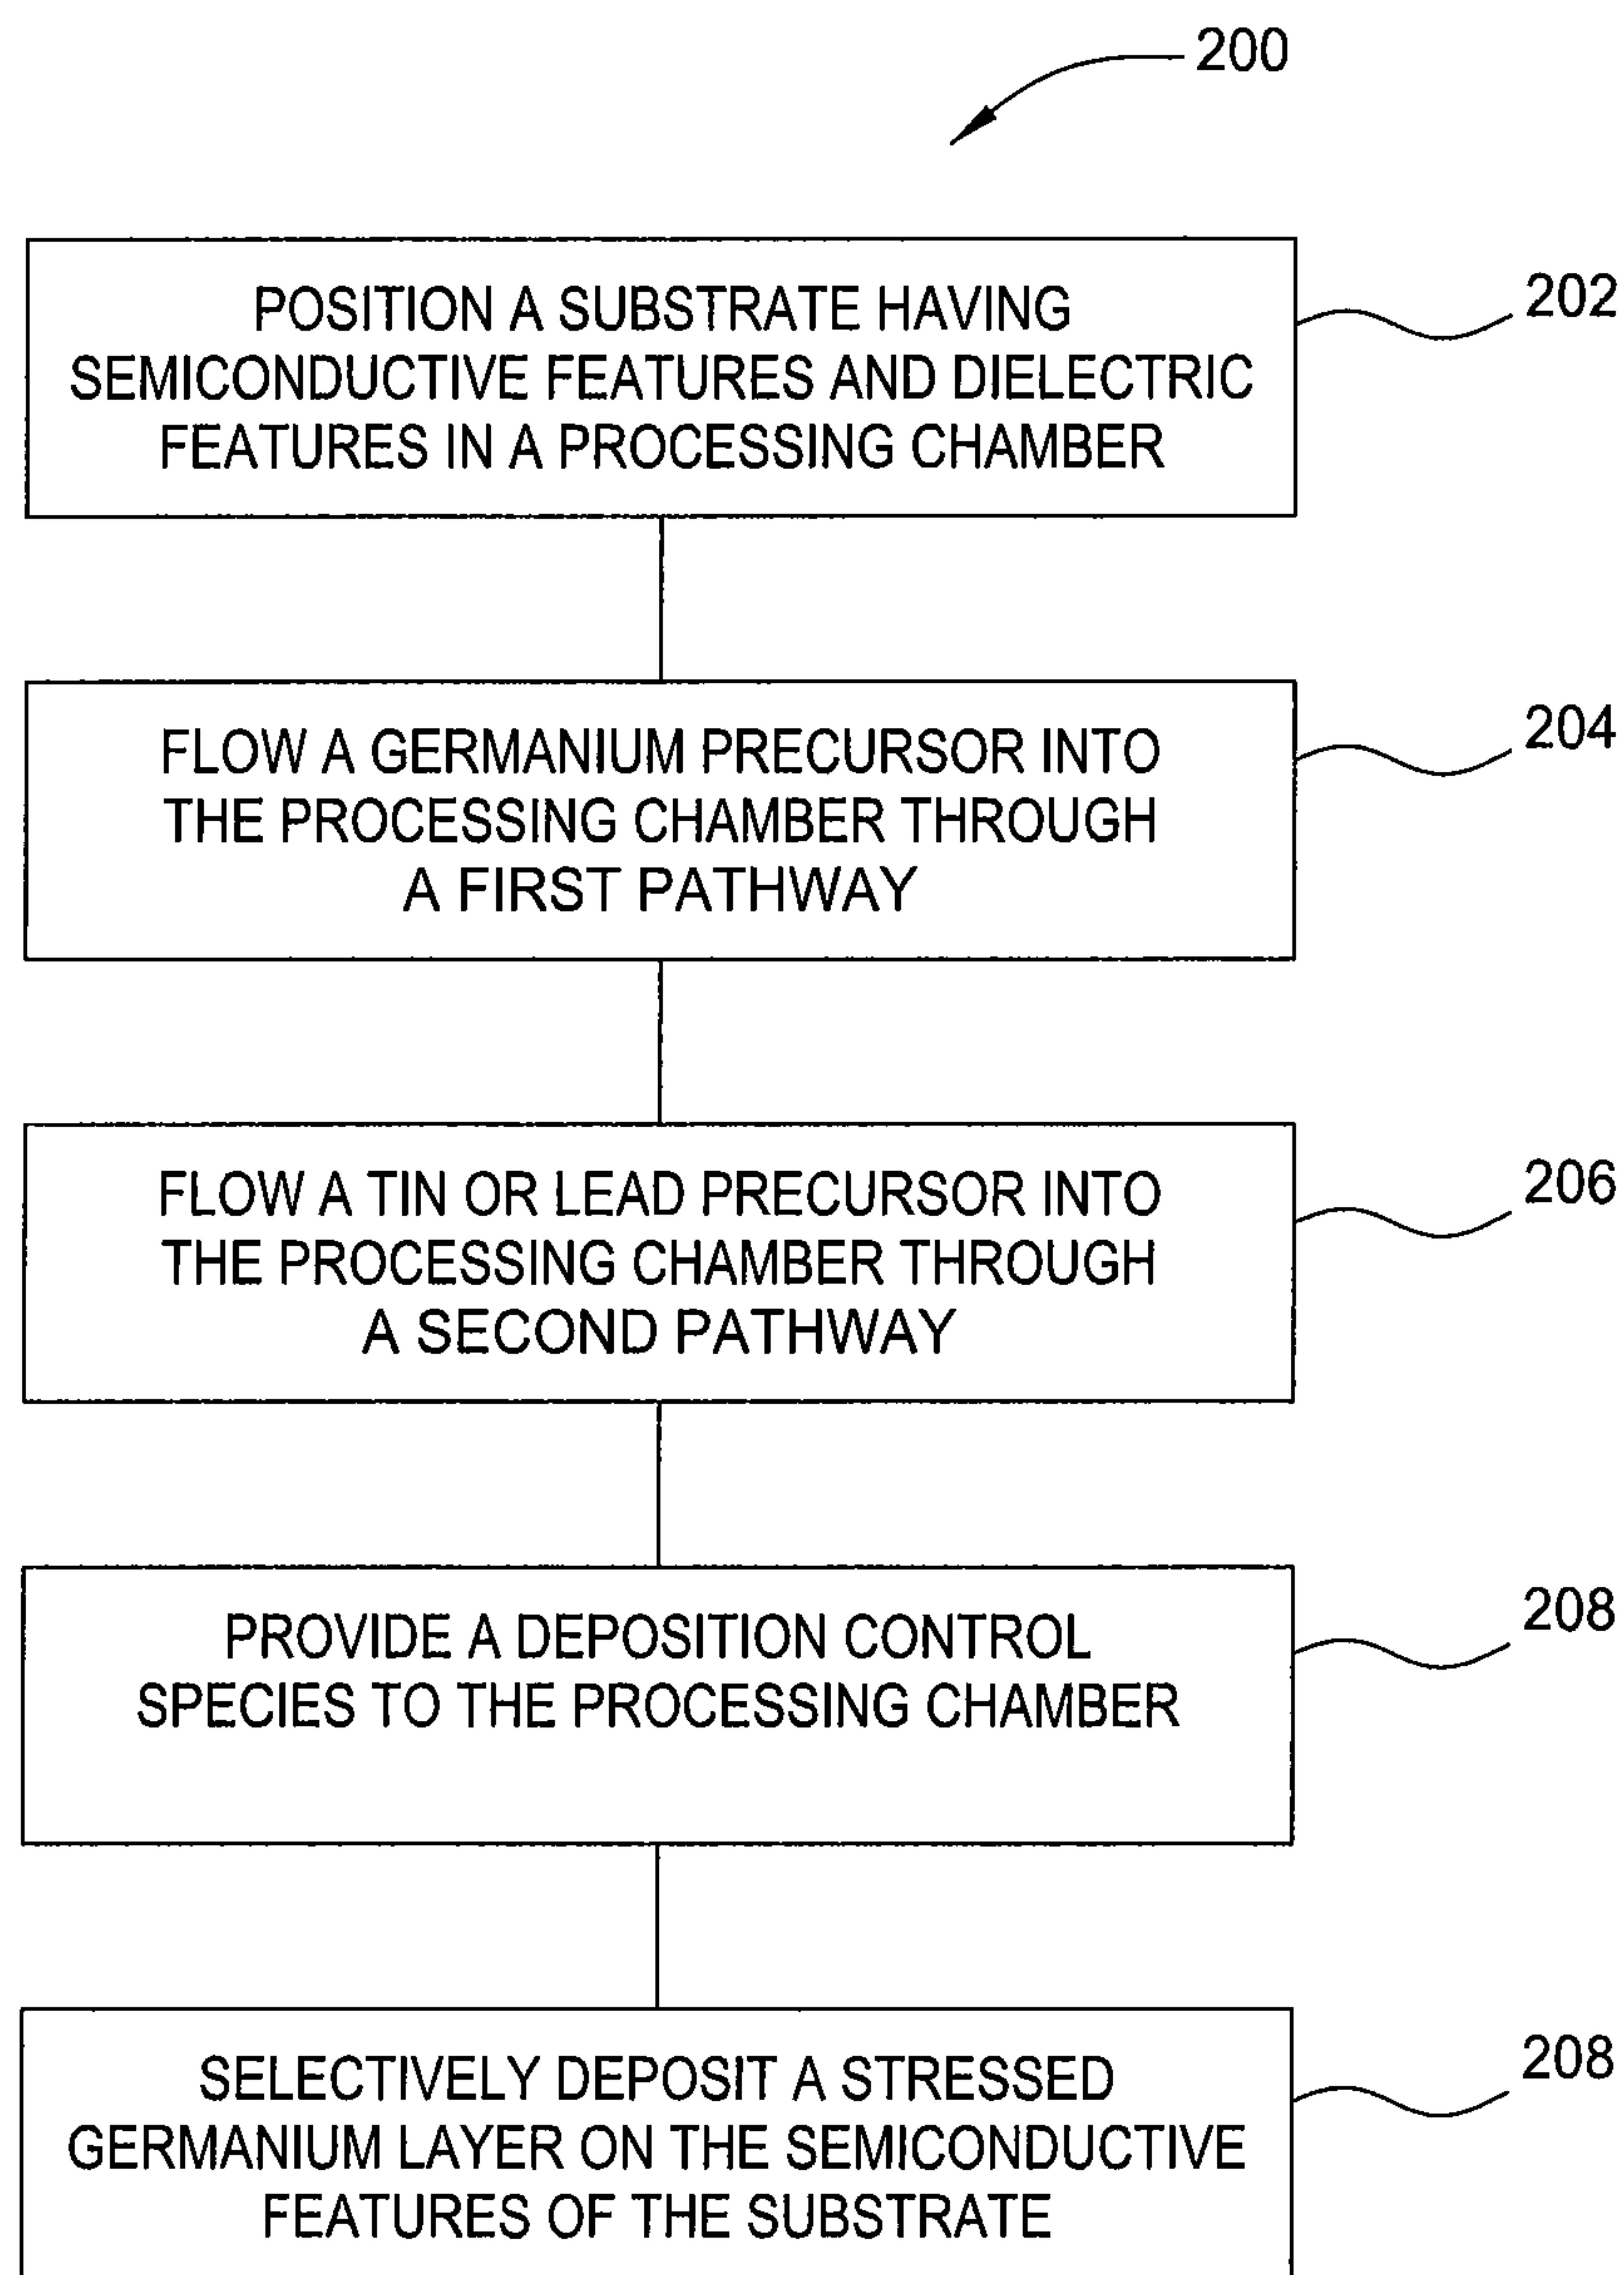 200
POSITION A SUBSTRATE HAVING
SEMICONDUCTIVE FEATURES AND DIELECTRIC
FEATURES IN A PROCESSING CHAMBER
202
FLOW A GERMANIUM PRECURSOR INTO
THE PROCESSING CHAMBER THROUGH
A FIRST PATHWAY
204
FLOW A TIN OR LEAD PRECURSOR INTO
THE PROCESSING CHAMBER THROUGH
A SECOND PATHWAY
206
PROVIDE A DEPOSITION CONTROL
SPECIES TO THE PROCESSING CHAMBER
208
SELECTIVELY DEPOSIT A STRESSED
GERMANIUM LAYER ON THE SEMICONDUCTIVE
FEATURES OF THE SUBSTRATE
208